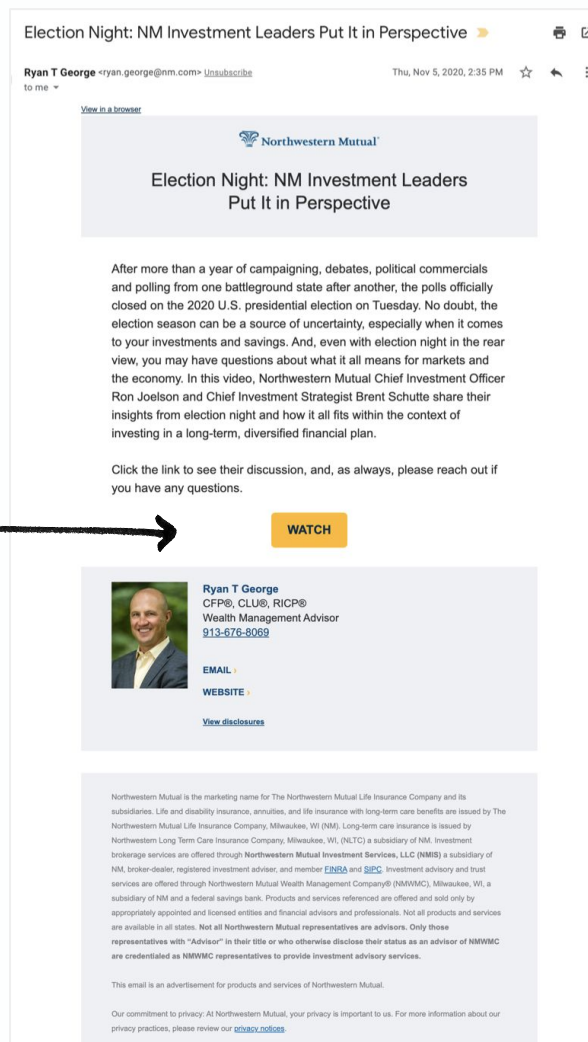 Election Night: NM Investment Leaders Put It in Perspective
Ryan T George <ryan.george@nm.com> Unsubscribe
Thu, Nov 5, 2020, 2:35 PM
to me
View in a browser
Northwestern Mutual®
Election Night: NM Investment Leaders
Put It in Perspective
After more than a year of campaigning, debates, political commercials
and polling from one battleground state after another, the polls officially
closed on the 2020 U.S. presidential election on Tuesday. No doubt, the
election season can be a source of uncertainty, especially when it comes
to your investments and savings. And, even with election night in the rear
view, you may have questions about what it all means for markets and
the economy. In this video, Northwestern Mutual Chief Investment Officer
Ron Joelson and Chief Investment Strategist Brent Schutte share their
insights from election night and how it all fits within the context of
investing in a long-term, diversified financial plan.
Click the link to see their discussion, and, as always, please reach out if
you have any questions.
WATCH
Ryan T George
CFP®, CLU®, RICP®
Wealth Management Advisor
913-676-8069
EMAIL ›
WEBSITE ›
View disclosures
Northwestern Mutual is the marketing name for The Northwestern Mutual Life Insurance Company and its
subsidiaries. Life and disability insurance, annuities, and life insurance with long-term care benefits are issued by The
Northwestern Mutual Life Insurance Company, Milwaukee, WI (NM). Long-term care insurance is issued by
Northwestern Long Term Care Insurance Company, Milwaukee, WI, (NLTC) a subsidiary of NM. Investment
brokerage services are offered through Northwestern Mutual Investment Services, LLC (NMIS) a subsidiary of
NM, broker-dealer, registered investment adviser, and member FINRA and SIPC. Investment advisory and trust
services are offered through Northwestern Mutual Wealth Management Company® (NMWMC), Milwaukee, WI, a
subsidiary of NM and a federal savings bank. Products and services referenced are offered and sold only by
appropriately appointed and licensed entities and financial advisors and professionals. Not all products and services
are available in all states. Not all Northwestern Mutual representatives are advisors. Only those
representatives with "Advisor" in their title or who otherwise disclose their status as an advisor of NMWMC
are credentialed as NMWMC representatives to provide investment advisory services.
This email is an advertisement for products and services of Northwestern Mutual.
Our commitment to privacy: At Northwestern Mutual, your privacy is important to us. For more information about our
privacy practices, please review our privacy notices.